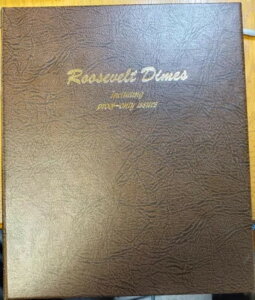 Roosevelt Dimes
Including
proof-only issues